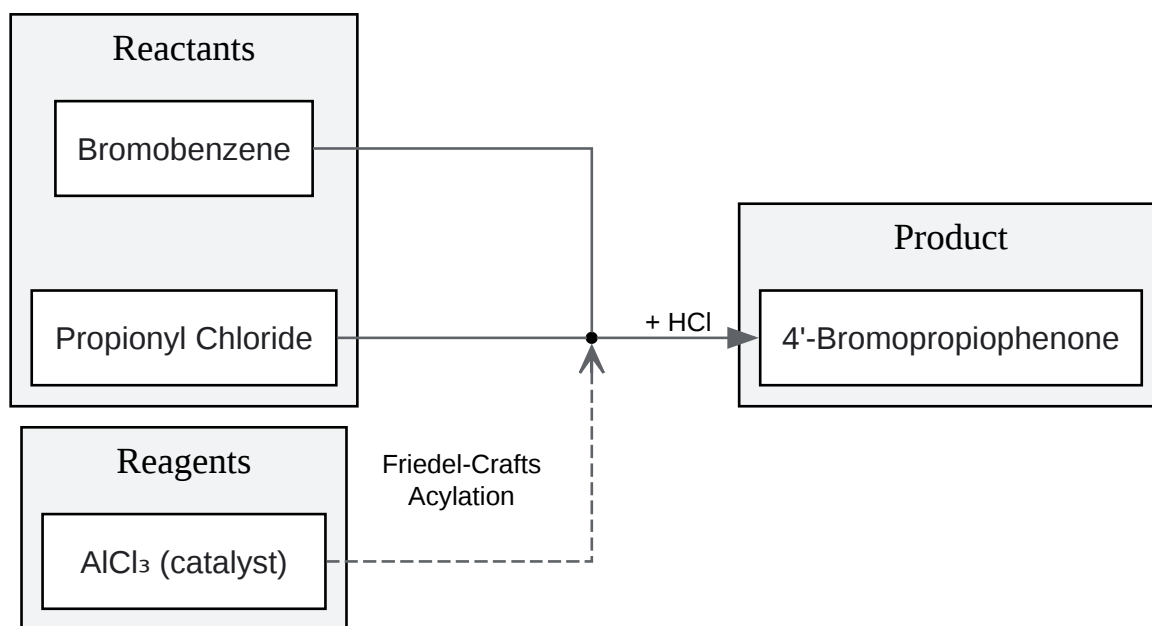 Reactants
Bromobenzene
Propionyl Chloride
Reagents
AlCl₃ (catalyst)
Friedel-Crafts
Acylation
+ HCl
Product
4'-Bromopropiophenone